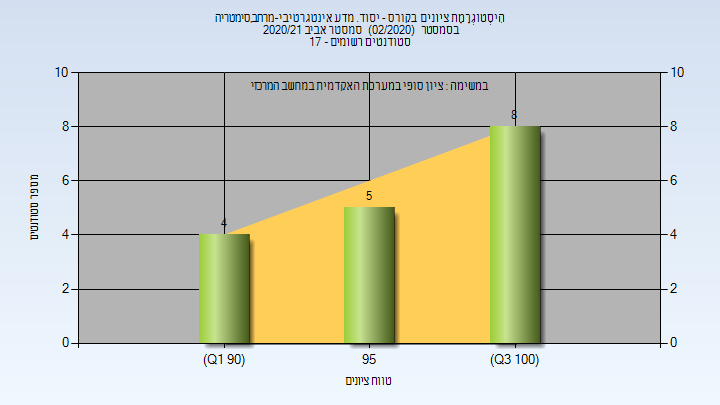 היסטוגרמת ציונים בקורס - יסוד. מדע אינטגרטיבי-מרחב,סימטריה
בסמסטר (02/2020) סמסטר אביב 2020/21
סטודנטים רשומים - 17
במשימה : ציון סופי במערכת האקדמית במחשב המרכזי
10 10
8 8
8
6 6
5
4 4
4
2 2
0 0
מספר סטודנטים
(Q1 90) 95 (Q3 100)
טווח ציונים